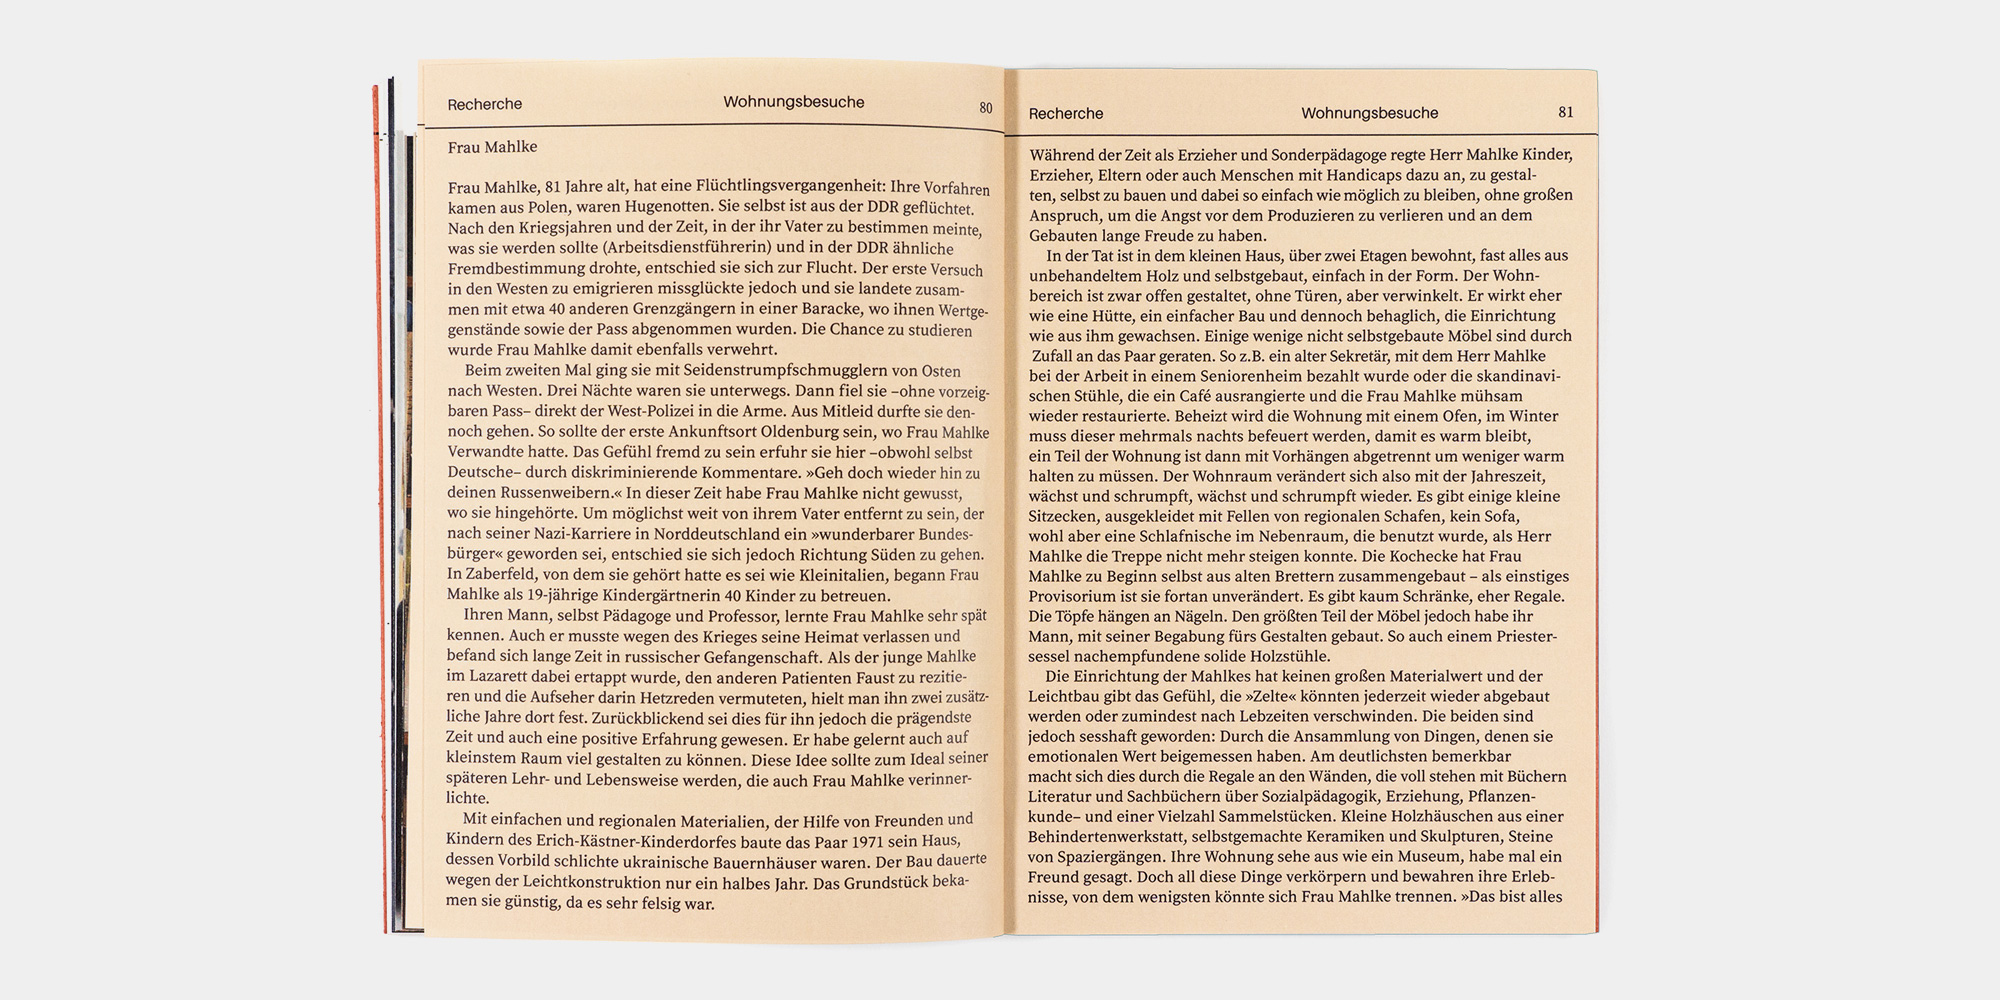 Recherche
Wohnungsbesuche
80
Frau Mahlke
Frau Mahlke, 81 Jahre alt, hat eine Flüchtlingsvergangenheit: Ihre Vorfahren
kamen aus Polen, waren Hugenotten. Sie selbst ist aus der DDR geflüchtet.
Nach den Kriegsjahren und der Zeit, in der ihr Vater zu bestimmen meinte,
was sie werden sollte (Arbeitsdienstführerin) und in der DDR ähnliche
Fremdbestimmung drohte, entschied sie sich zur Flucht. Der erste Versuch
in den Westen zu emigrieren missglückte jedoch und sie landete zusam-
men mit etwa 40 anderen Grenzgängern in einer Baracke, wo ihnen Wertge-
genstände sowie der Pass abgenommen wurden. Die Chance zu studieren
wurde Frau Mahlke damit ebenfalls verwehrt.
Beim zweiten Mal ging sie mit Seidenstrumpfschmugglern von Osten
nach Westen. Drei Nächte waren sie unterwegs. Dann fiel sie –ohne vorzeig-
baren Pass– direkt der West-Polizei in die Arme. Aus Mitleid durfte sie den-
noch gehen. So sollte der erste Ankunftsort Oldenburg sein, wo Frau Mahlke
Verwandte hatte. Das Gefühl fremd zu sein erfuhr sie hier –obwohl selbst
Deutsche– durch diskriminierende Kommentare. »Geh doch wieder hin zu
deinen Russenweibern.« In dieser Zeit habe Frau Mahlke nicht gewusst,
wo sie hingehörte. Um möglichst weit von ihrem Vater entfernt zu sein, der
nach seiner Nazi-Karriere in Norddeutschland ein »wunderbarer Bundes-
bürger« geworden sei, entschied sie sich jedoch Richtung Süden zu gehen.
In Zaberfeld, von dem sie gehört hatte es sei wie Kleinitalien, begann Frau
Mahlke als 19-jährige Kindergärtnerin 40 Kinder zu betreuen.
Ihren Mann, selbst Pädagoge und Professor, lernte Frau Mahlke sehr spät
kennen. Auch er musste wegen des Krieges seine Heimat verlassen und
befand sich lange Zeit in russischer Gefangenschaft. Als der junge Mahlke
im Lazarett dabei ertappt wurde, den anderen Patienten Faust zu rezitie-
ren und die Aufseher darin Hetzreden vermuteten, hielt man ihn zwei zusätz-
liche Jahre dort fest. Zurückblickend sei dies für ihn jedoch die prägendste
Zeit und auch eine positive Erfahrung gewesen. Er habe gelernt auch auf
kleinstem Raum viel gestalten zu können. Diese Idee sollte zum Ideal seiner
späteren Lehr- und Lebensweise werden, die auch Frau Mahlke verinner-
lichte.
Mit einfachen und regionalen Materialien, der Hilfe von Freunden und
Kindern des Erich-Kästner-Kinderdorfes baute das Paar 1971 sein Haus,
dessen Vorbild schlichte ukrainische Bauernhäuser waren. Der Bau dauerte
wegen der Leichtkonstruktion nur ein halbes Jahr. Das Grundstück beka-
men sie günstig, da es sehr felsig war.
Recherche
Wohnungsbesuche
81
Während der Zeit als Erzieher und Sonderpädagoge regte Herr Mahlke Kinder,
Erzieher, Eltern oder auch Menschen mit Handicaps dazu an, zu gestal-
ten, selbst zu bauen und dabei so einfach wie möglich zu bleiben, ohne großen
Anspruch, um die Angst vor dem Produzieren zu verlieren und an dem
Gebauten lange Freude zu haben.
In der Tat ist in dem kleinen Haus, über zwei Etagen bewohnt, fast alles aus
unbehandeltem Holz und selbstgebaut, einfach in der Form. Der Wohn-
bereich ist zwar offen gestaltet, ohne Türen, aber verwinkelt. Er wirkt eher
wie eine Hütte, ein einfacher Bau und dennoch behaglich, die Einrichtung
wie aus ihm gewachsen. Einige wenige nicht selbstgebaute Möbel sind durch
Zufall an das Paar geraten. So z.B. ein alter Sekretär, mit dem Herr Mahlke
bei der Arbeit in einem Seniorenheim bezahlt wurde oder die skandinavi-
schen Stühle, die ein Café ausrangierte und die Frau Mahlke mühsam
wieder restaurierte. Beheizt wird die Wohnung mit einem Ofen, im Winter
muss dieser mehrmals nachts befeuert werden, damit es warm bleibt,
ein Teil der Wohnung ist dann mit Vorhängen abgetrennt um weniger warm
halten zu müssen. Der Wohnraum verändert sich also mit der Jahreszeit,
wächst und schrumpft, wächst und schrumpft wieder. Es gibt einige kleine
Sitzecken, ausgekleidet mit Fellen von regionalen Schafen, kein Sofa,
wohl aber eine Schlafnische im Nebenraum, die benutzt wurde, als Herr
Mahlke die Treppe nicht mehr steigen konnte. Die Kochecke hat Frau
Mahlke zu Beginn selbst aus alten Brettern zusammengebaut – als einstiges
Provisorium ist sie fortan unverändert. Es gibt kaum Schränke, eher Regale.
Die Töpfe hängen an Nägeln. Den größten Teil der Möbel jedoch habe ihr
Mann, mit seiner Begabung fürs Gestalten gebaut. So auch einem Priester-
sessel nachempfundene solide Holzstühle.
Die Einrichtung der Mahlkes hat keinen großen Materialwert und der
Leichtbau gibt das Gefühl, die »Zelte« könnten jederzeit wieder abgebaut
werden oder zumindest nach Lebzeiten verschwinden. Die beiden sind
jedoch sesshaft geworden: Durch die Ansammlung von Dingen, denen sie
emotionalen Wert beigemessen haben. Am deutlichsten bemerkbar
macht sich dies durch die Regale an den Wänden, die voll stehen mit Büchern
Literatur und Sachbüchern über Sozialpädagogik, Erziehung, Pflanzen-
kunde– und einer Vielzahl Sammelstücken. Kleine Holzhäuschen aus einer
Behindertenwerkstatt, selbstgemachte Keramiken und Skulpturen, Steine
von Spaziergängen. Ihre Wohnung sehe aus wie ein Museum, habe mal ein
Freund gesagt. Doch all diese Dinge verkörpern und bewahren ihre Erleb-
nisse, von dem wenigsten könnte sich Frau Mahlke trennen. »Das bist alles